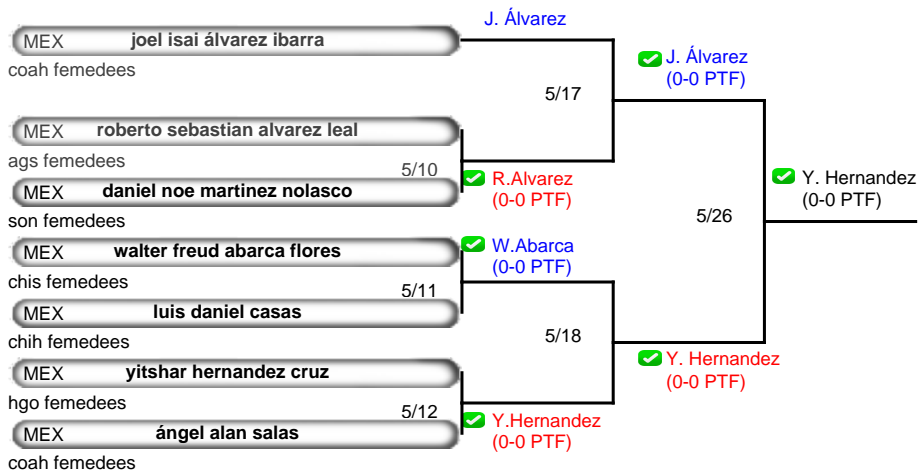 J. Álvarez
MEX joel isai álvarez ibarra
coah femedees
J. Álvarez
(0-0 PTF)
5/17
MEX roberto sebastian alvarez leal
ags femedees
5/10
R.Alvarez
(0-0 PTF)
MEX daniel noe martinez nolasco
son femedees
Y. Hernandez
(0-0 PTF)
5/26
MEX walter freud abarca flores
chis femedees
W.Abarca
(0-0 PTF)
5/11
MEX luis daniel casas
chih femedees
5/18
Y. Hernandez
(0-0 PTF)
MEX yitshar hernandez cruz
hgo femedees
5/12
Y.Hernandez
(0-0 PTF)
MEX ángel alan salas
coah femedees